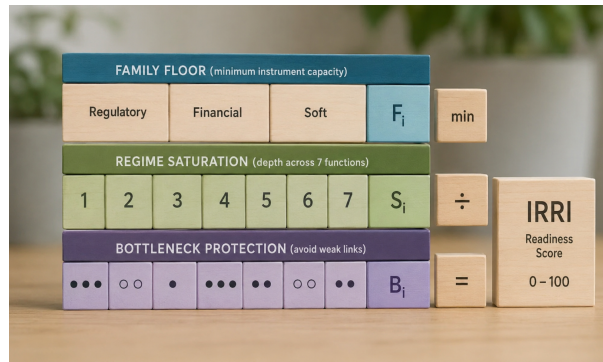 FAMILY FLOOR (minimum instrument capacity)
Regulatory Financial Soft Fᵢ min
REGIME SATURATION (depth across 7 functions)
1 2 3 4 5 6 7 Sᵢ ÷
BOTTLENECK PROTECTION (avoid weak links)
●●● ○○ ● ●●● ●● ○○ ●● Bᵢ =
IRRI
Readiness
Score
0–100